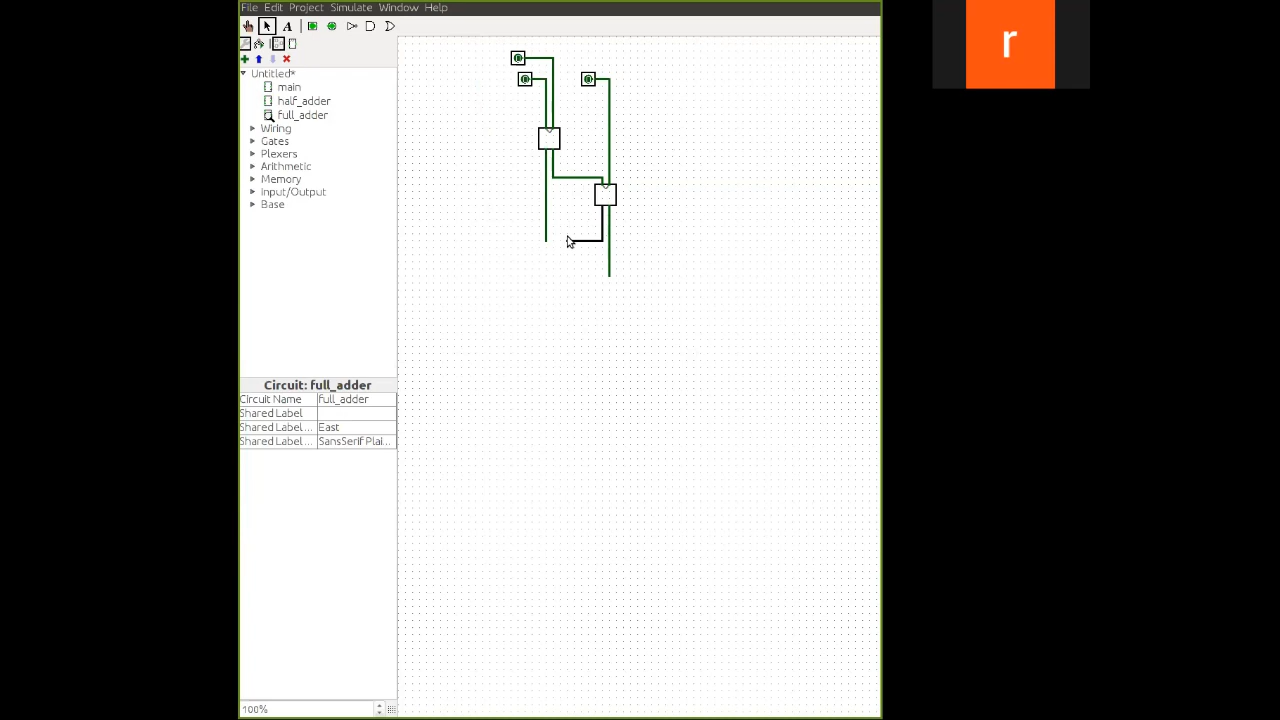 File Edit Project Simulate Window Help
A
Untitled*
main
half_adder
full_adder
Wiring
Gates
Plexers
Arithmetic
Memory
Input/Output
Base
Circuit: full_adder
Circuit Name full_adder
Shared Label
Shared Label ... East
Shared Label ... SansSerif Plai...
100%
r